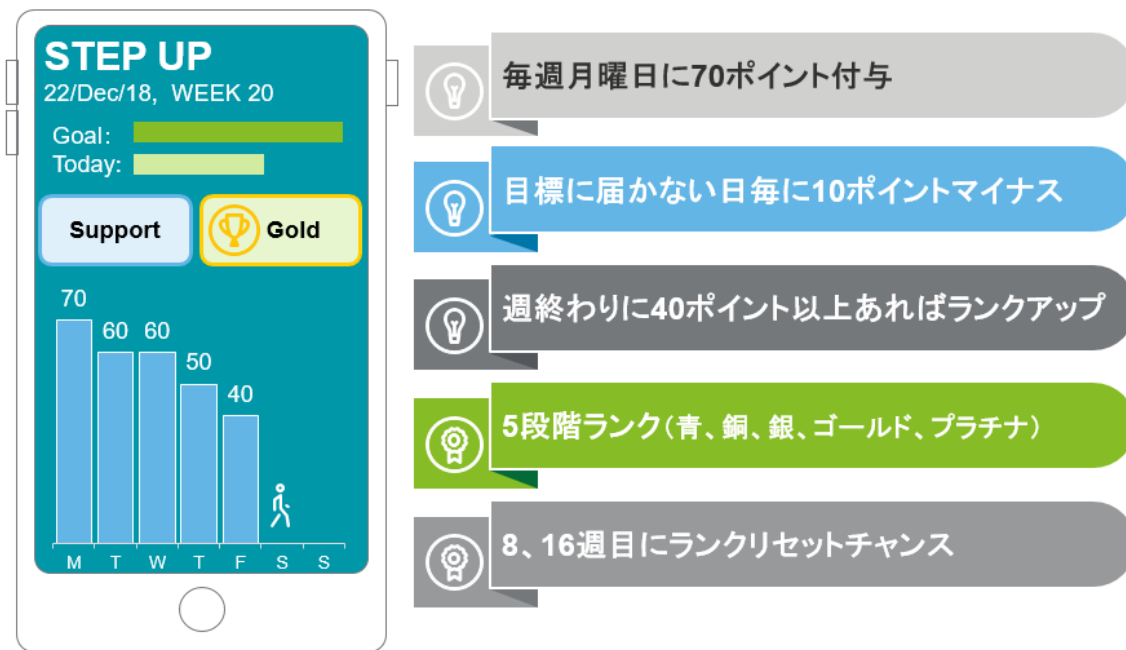 STEP UP
22/Dec/18, WEEK 20
Goal:
Today:
Support
Gold
70
60 60
50
40
M T W T F S S
毎週月曜日に70ポイント付与
目標に届かない日毎に10ポイントマイナス
週終わりに40ポイント以上あればランクアップ
5段階ランク（青、銅、銀、ゴールド、プラチナ）
8、16週目にランクリセットチャンス